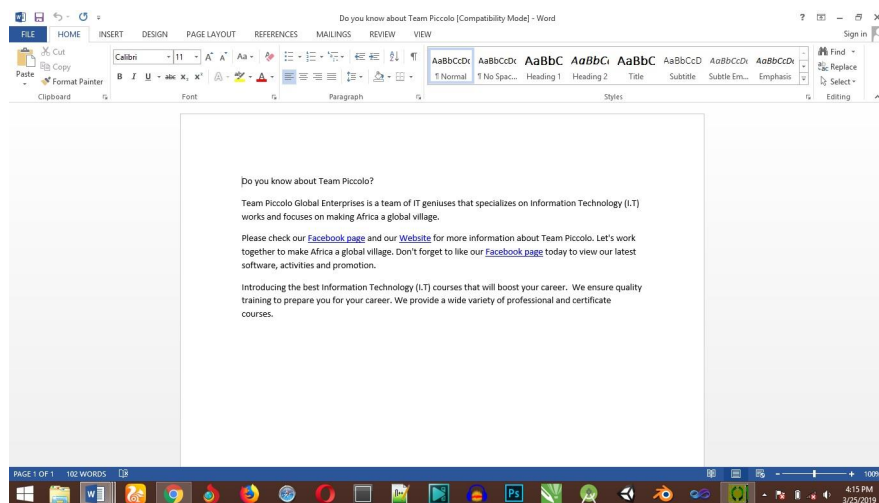 Do you know about Team Piccolo [Compatibility Mode] - Word
FILE HOME INSERT DESIGN PAGE LAYOUT REFERENCES MAILINGS REVIEW VIEW Sign in
Cut
Copy
Format Painter
Paste
Clipboard
Calibri 11
Font
Paragraph
AaBbCcDc AaBbCcDc AaBbC AaBbCc AaBbC AaBbCcD AaBbCcDc AaBbCcDc
¶ Normal ¶ No Spac... Heading 1 Heading 2 Title Subtitle Subtle Em... Emphasis
Styles
Find
Replace
Select
Editing
Do you know about Team Piccolo?
Team Piccolo Global Enterprises is a team of IT geniuses that specializes on Information Technology (I.T)
works and focuses on making Africa a global village.
Please check our Facebook page and our Website for more information about Team Piccolo. Let's work
together to make Africa a global village. Don't forget to like our Facebook page today to view our latest
software, activities and promotion.
Introducing the best Information Technology (I.T) courses that will boost your career. We ensure quality
training to prepare you for your career. We provide a wide variety of professional and certificate
courses.
PAGE 1 OF 1 102 WORDS 100%
4:15 PM
3/25/2019